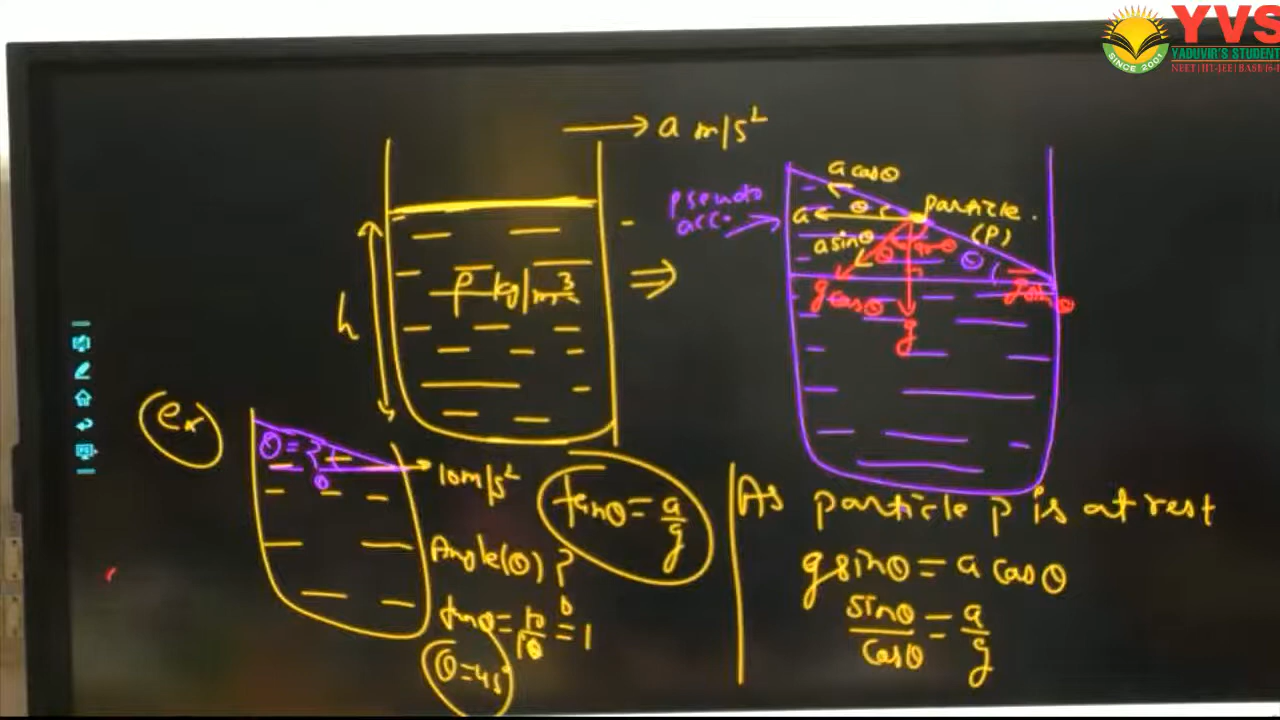 YVS
YADUVIR'S STUDENT
SINCE 2001
NEET | IIT-JEE | BASE (6-
a m/s²
h
ρ kg/m³
⇒
pseudo
acc.
a cosθ
a
θ
particle
(P)
a sinθ
θ
θ
g cosθ
g sinθ
g
ex
θ = ?
10 m/s²
Angle(θ) ?
tanθ = 10/10 = 1
tanθ = a/g
As particle p is at rest
g sinθ = a cosθ
sinθ/cosθ = a/g